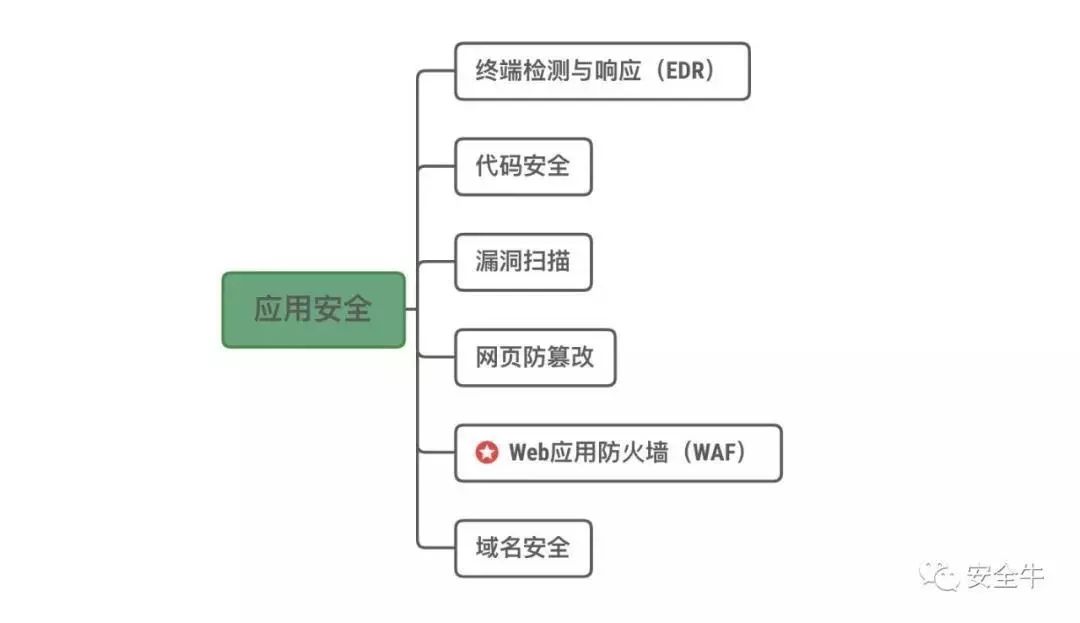 终端检测与响应（EDR）
代码安全
漏洞扫描
应用安全
网页防篡改
Web应用防火墙（WAF）
域名安全
安全牛